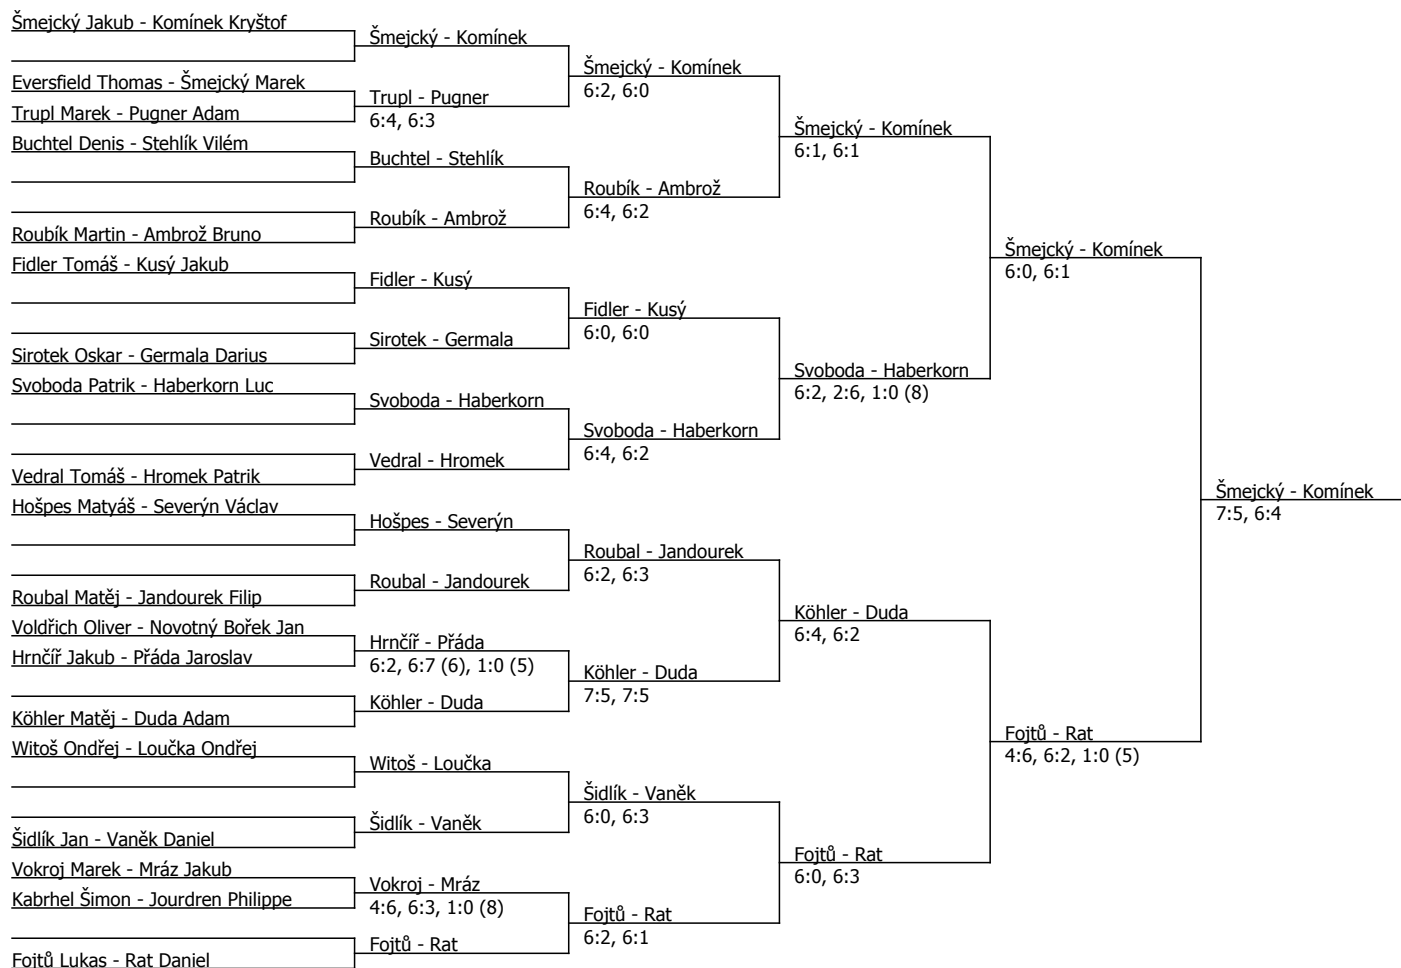 Šmejcký Jakub - Komínek Kryštof
Eversfield Thomas - Šmejcký Marek
Trupl Marek - Pugner Adam
Buchtel Denis - Stehlík Vilém
Roubík Martin - Ambrož Bruno
Fidler Tomáš - Kusý Jakub
Sirotek Oskar - Germala Darius
Svoboda Patrik - Haberkorn Luc
Vedral Tomáš - Hromek Patrik
Hošpes Matyáš - Severýn Václav
Roubal Matěj - Jandourek Filip
Voldřich Oliver - Novotný Bořek Jan
Hrnčíř Jakub - Přáda Jaroslav
Köhler Matěj - Duda Adam
Witoš Ondřej - Loučka Ondřej
Šidlík Jan - Vaněk Daniel
Vokroj Marek - Mráz Jakub
Kabrhel Šimon - Jourdren Philippe
Fojtů Lukas - Rat Daniel
Šmejcký - Komínek
Trupl - Pugner
6:4, 6:3
Buchtel - Stehlík
Roubík - Ambrož
Fidler - Kusý
Sirotek - Germala
Svoboda - Haberkorn
Vedral - Hromek
Hošpes - Severýn
Roubal - Jandourek
Hrnčíř - Přáda
6:2, 6:7 (6), 1:0 (5)
Köhler - Duda
Witoš - Loučka
Šidlík - Vaněk
Vokroj - Mráz
4:6, 6:3, 1:0 (8)
Fojtů - Rat
Šmejcký - Komínek
6:2, 6:0
Roubík - Ambrož
6:4, 6:2
Fidler - Kusý
6:0, 6:0
Svoboda - Haberkorn
6:4, 6:2
Roubal - Jandourek
6:2, 6:3
Köhler - Duda
7:5, 7:5
Šidlík - Vaněk
6:0, 6:3
Fojtů - Rat
6:2, 6:1
Šmejcký - Komínek
6:1, 6:1
Svoboda - Haberkorn
6:2, 2:6, 1:0 (8)
Köhler - Duda
6:4, 6:2
Fojtů - Rat
6:0, 6:3
Šmejcký - Komínek
6:0, 6:1
Fojtů - Rat
4:6, 6:2, 1:0 (5)
Šmejcký - Komínek
7:5, 6:4